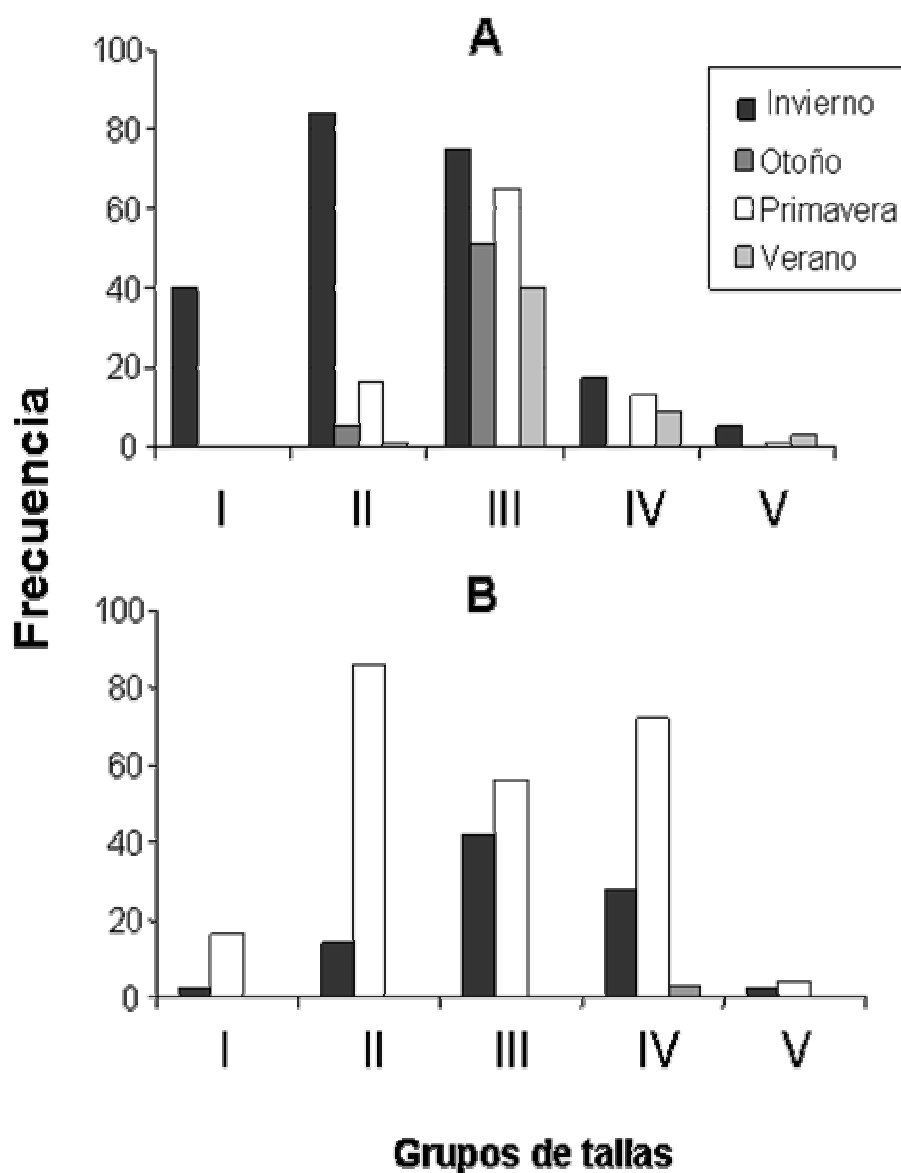 A
100
80
60
40
20
0
I II III IV V
Invierno
Otoño
Primavera
Verano
Frecuencia
B
100
80
60
40
20
0
I II III IV V
Grupos de tallas